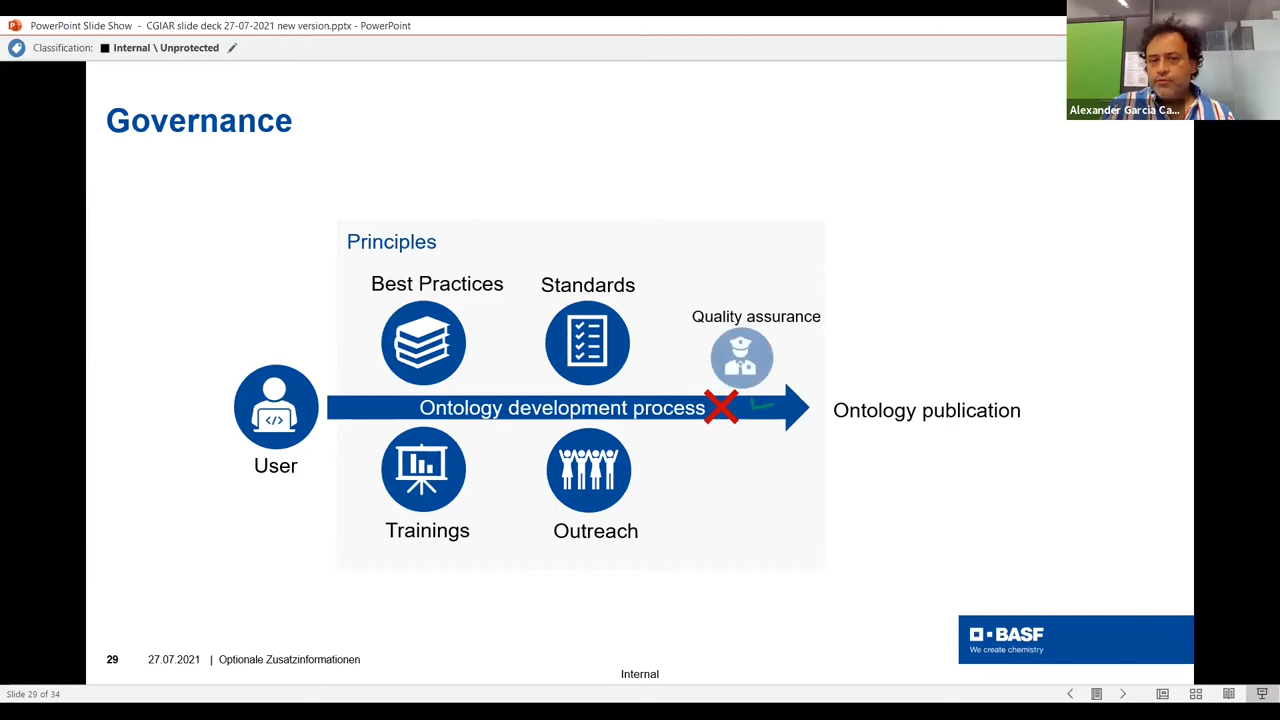 PowerPoint Slide Show - CGIAR slide deck 27-07-2021 new version.pptx - PowerPoint
Classification: Internal \ Unprotected
Alexander Garcia Ca...
Governance
Principles
Best Practices
Standards
Quality assurance
Ontology development process
Ontology publication
User
Trainings
Outreach
BASF
We create chemistry
29 27.07.2021 | Optionale Zusatzinformationen
Internal
Slide 29 of 34